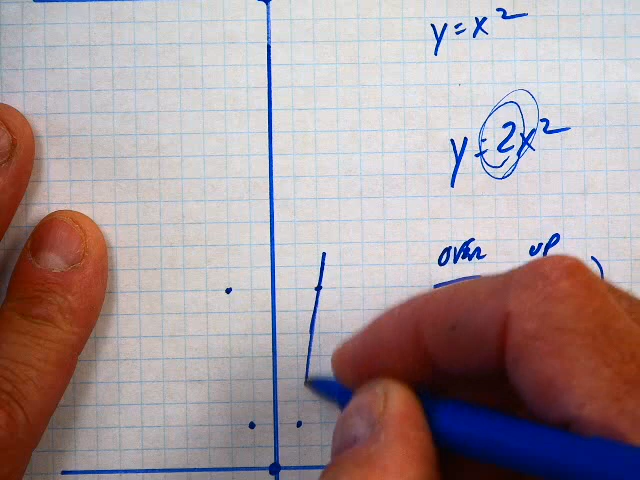 y=x²
y=2x²
over up